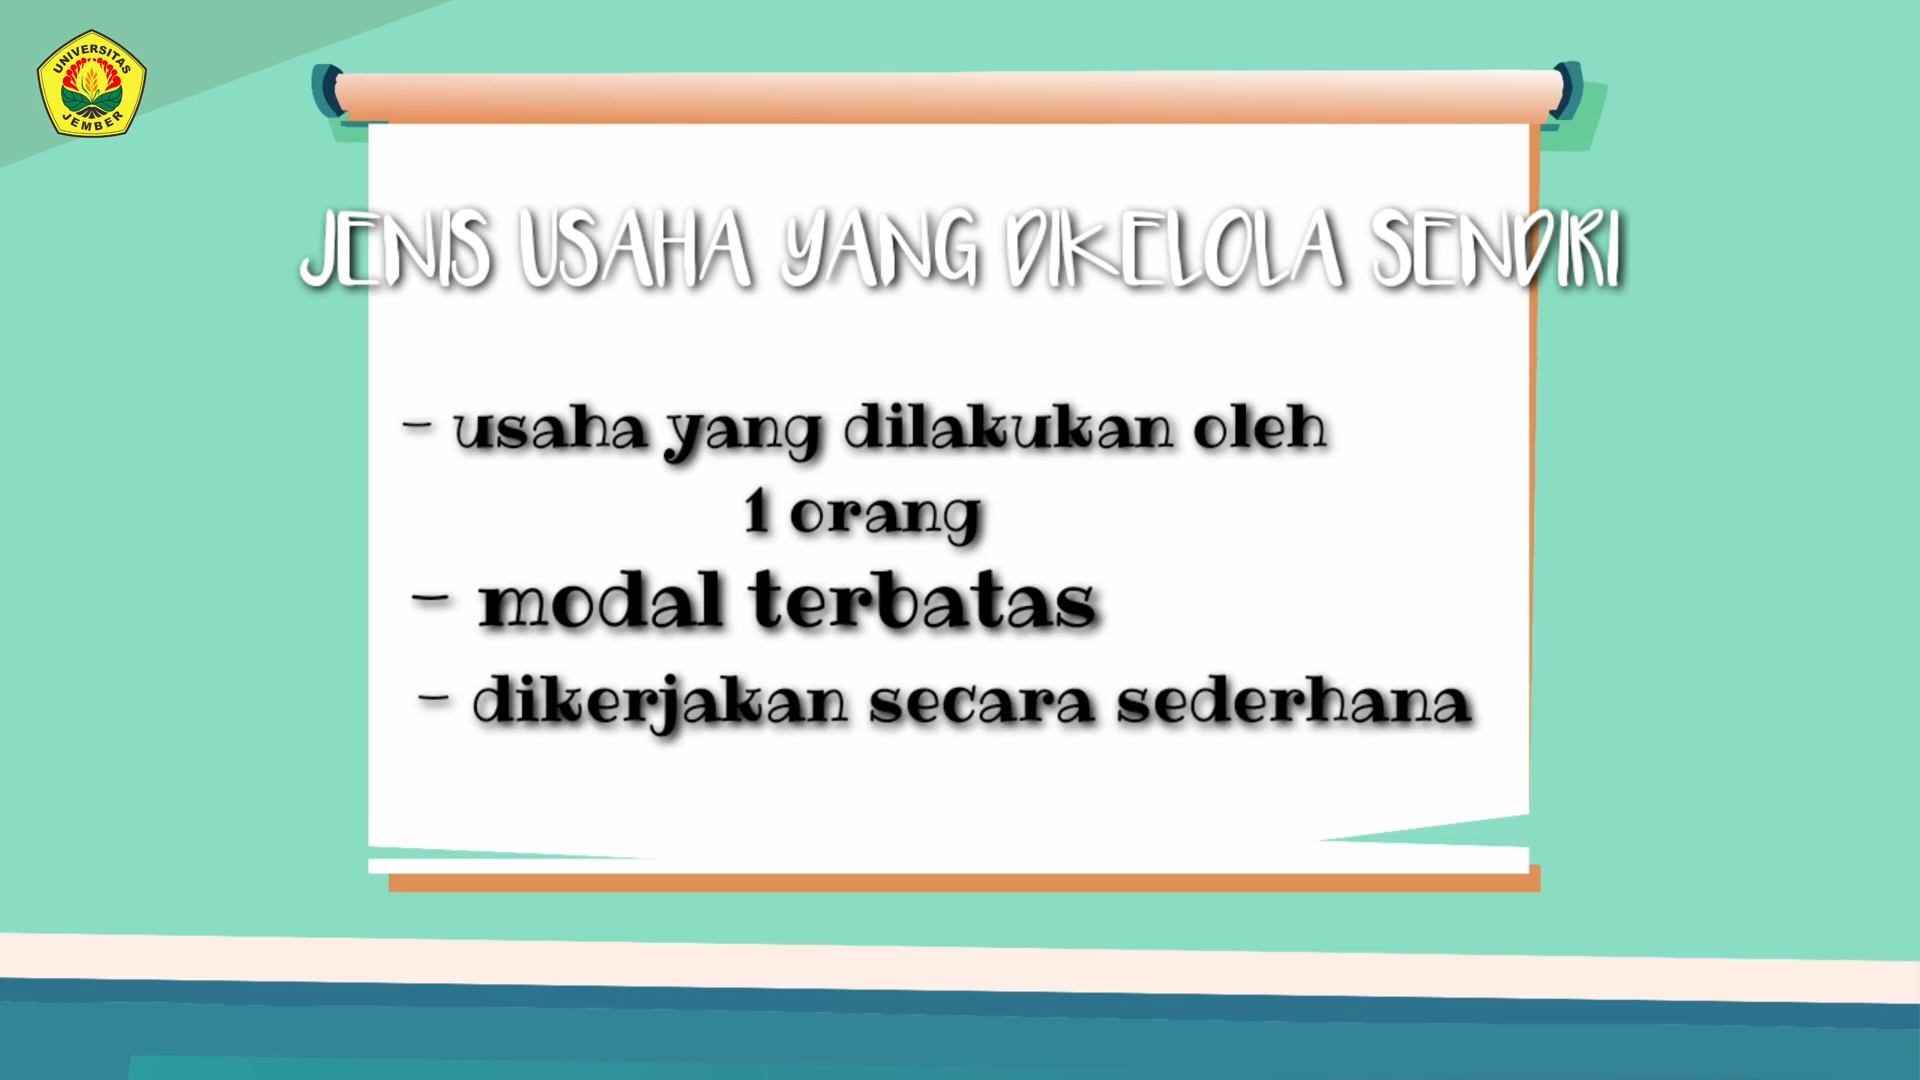 UNIVERSITAS
JEMBER
JENIS USAHA YANG DIKELOLA SENDIRI
- usaha yang dilakukan oleh
1 orang
- modal terbatas
- dikerjakan secara sederhana